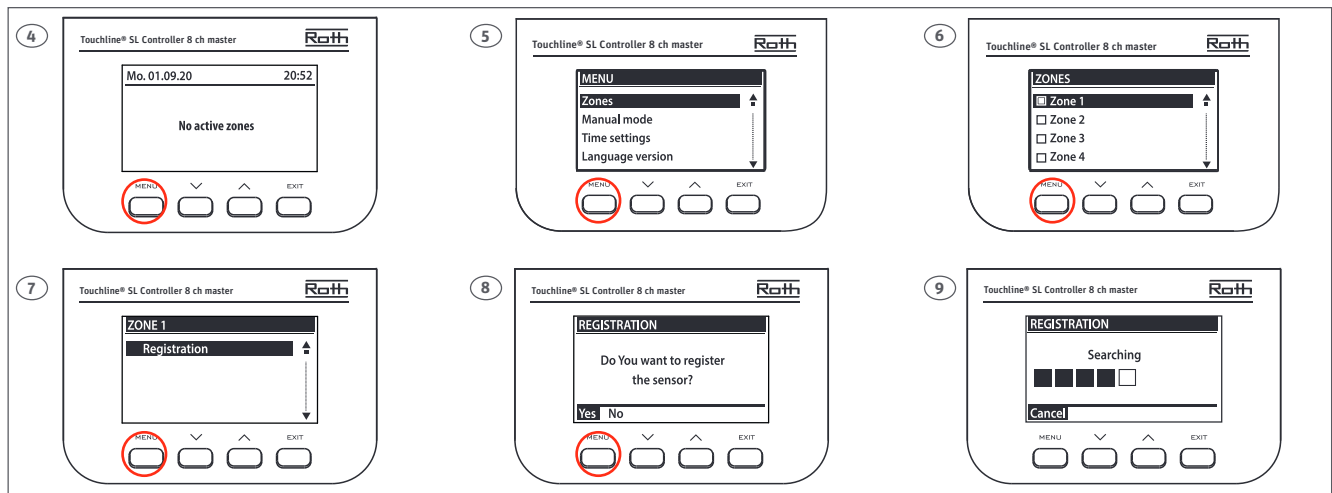 4
Touchline® SL Controller 8 ch master Roth
Mo. 01.09.20 20:52
No active zones
MENU EXIT
5
Touchline® SL Controller 8 ch master Roth
MENU
Zones
Manual mode
Time settings
Language version
MENU EXIT
6
Touchline® SL Controller 8 ch master Roth
ZONES
Zone 1
Zone 2
Zone 3
Zone 4
MENU EXIT
7
Touchline® SL Controller 8 ch master Roth
ZONE 1
Registration
MENU EXIT
8
Touchline® SL Controller 8 ch master Roth
REGISTRATION
Do You want to register
the sensor?
Yes No
MENU EXIT
9
Touchline® SL Controller 8 ch master Roth
REGISTRATION
Searching
Cancel
MENU EXIT